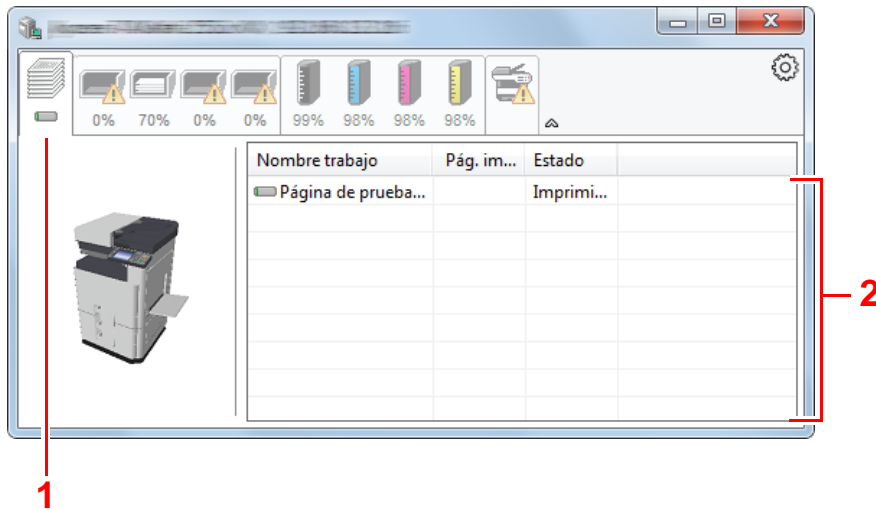 0% 70% 0% 0% 99% 98% 98% 98%
Nombre trabajo Pág. im... Estado
Página de prueba... Imprimi...
2
1